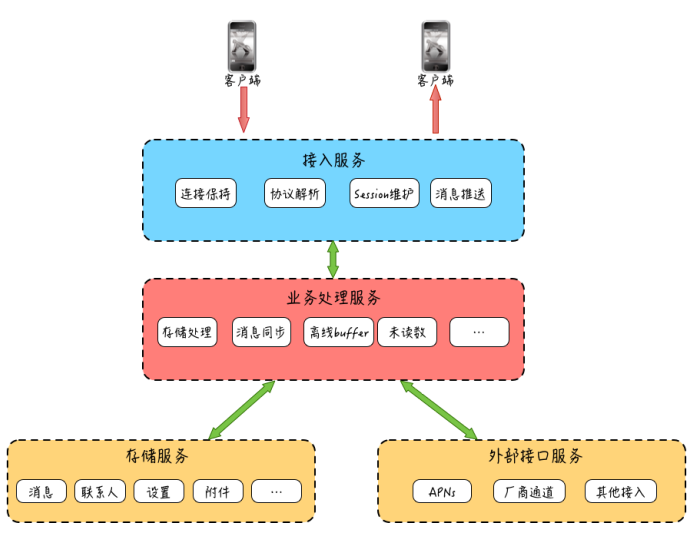 客户端 客户端
接入服务
连接保持 协议解析 Session维护 消息推送
业务处理服务
存储处理 消息同步 离线buffer 未读数 …
存储服务 外部接口服务
消息 联系人 设置 附件 … APNs 厂商通道 其他接入